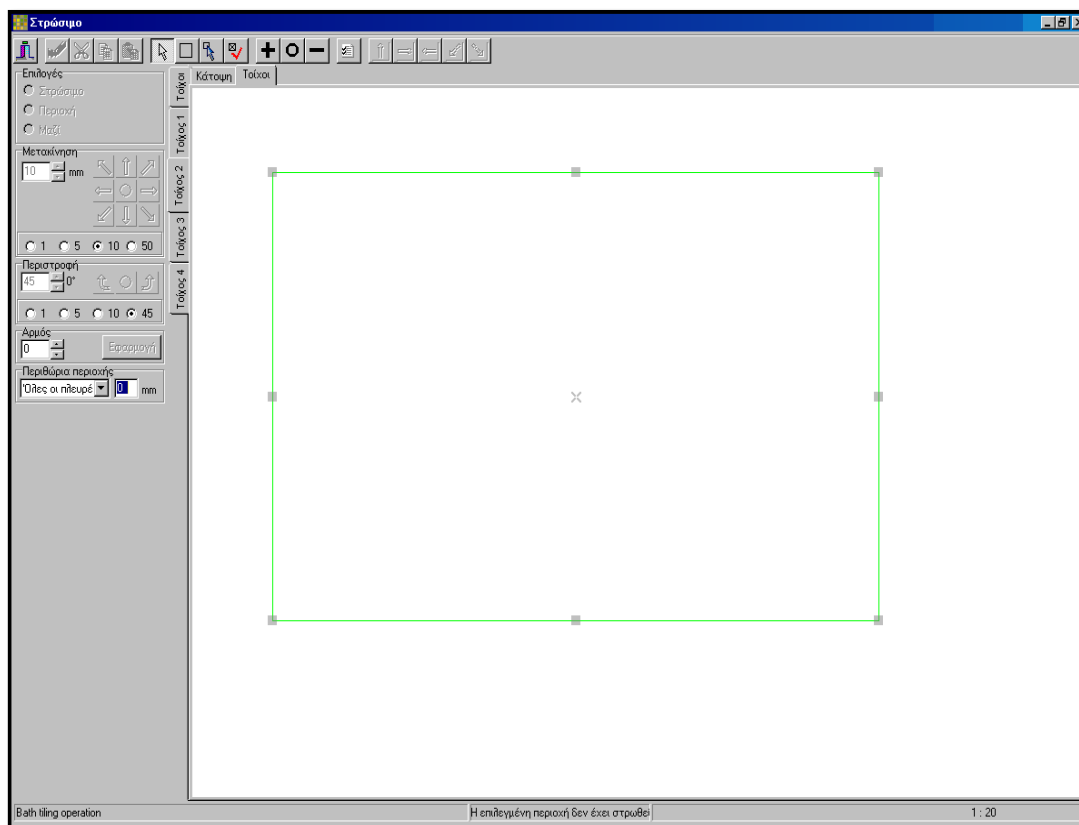 Στρώσιμο
Επιλογές
Στρώσιμο
Περιοχή
Μαζί
Μετακίνηση
10 mm
1 5 10 50
Περιστροφή
45 0°
1 5 10 45
Αρμός
0 Εφαρμογή
Περιθώρια περιοχής
'Όλες οι πλευρέ 0 mm
Τοίχοι
Τοίχος 1
Τοίχος 2
Τοίχος 3
Τοίχος 4
Κάτοψη Τοίχοι
Bath tiling operation Η επιλεγμένη περιοχή δεν έχει στρωθεί 1 : 20